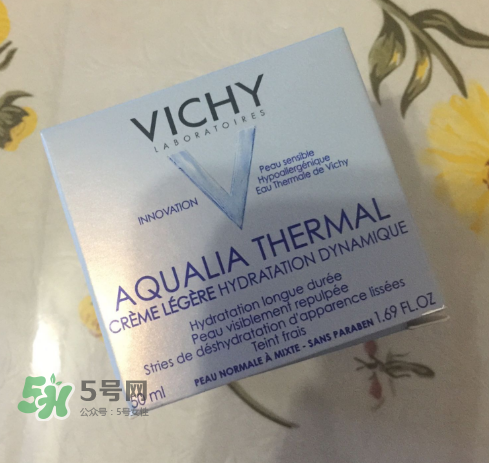 VICHY
LABORATOIRES
Peau sensible
Hypoallergénique
Eau Thermale de Vichy
INNOVATION
AQUALIA THERMAL
CRÈME LÉGÈRE HYDRATATION DYNAMIQUE
Hydratation longue durée
Peau visiblement repulpée
Stries de déshydratation d'apparence lissées
Teint frais
PEAU NORMALE À MIXTE - SANS PARABEN
50 ml 1.69 FL.OZ
5号网
公众号：5号女性